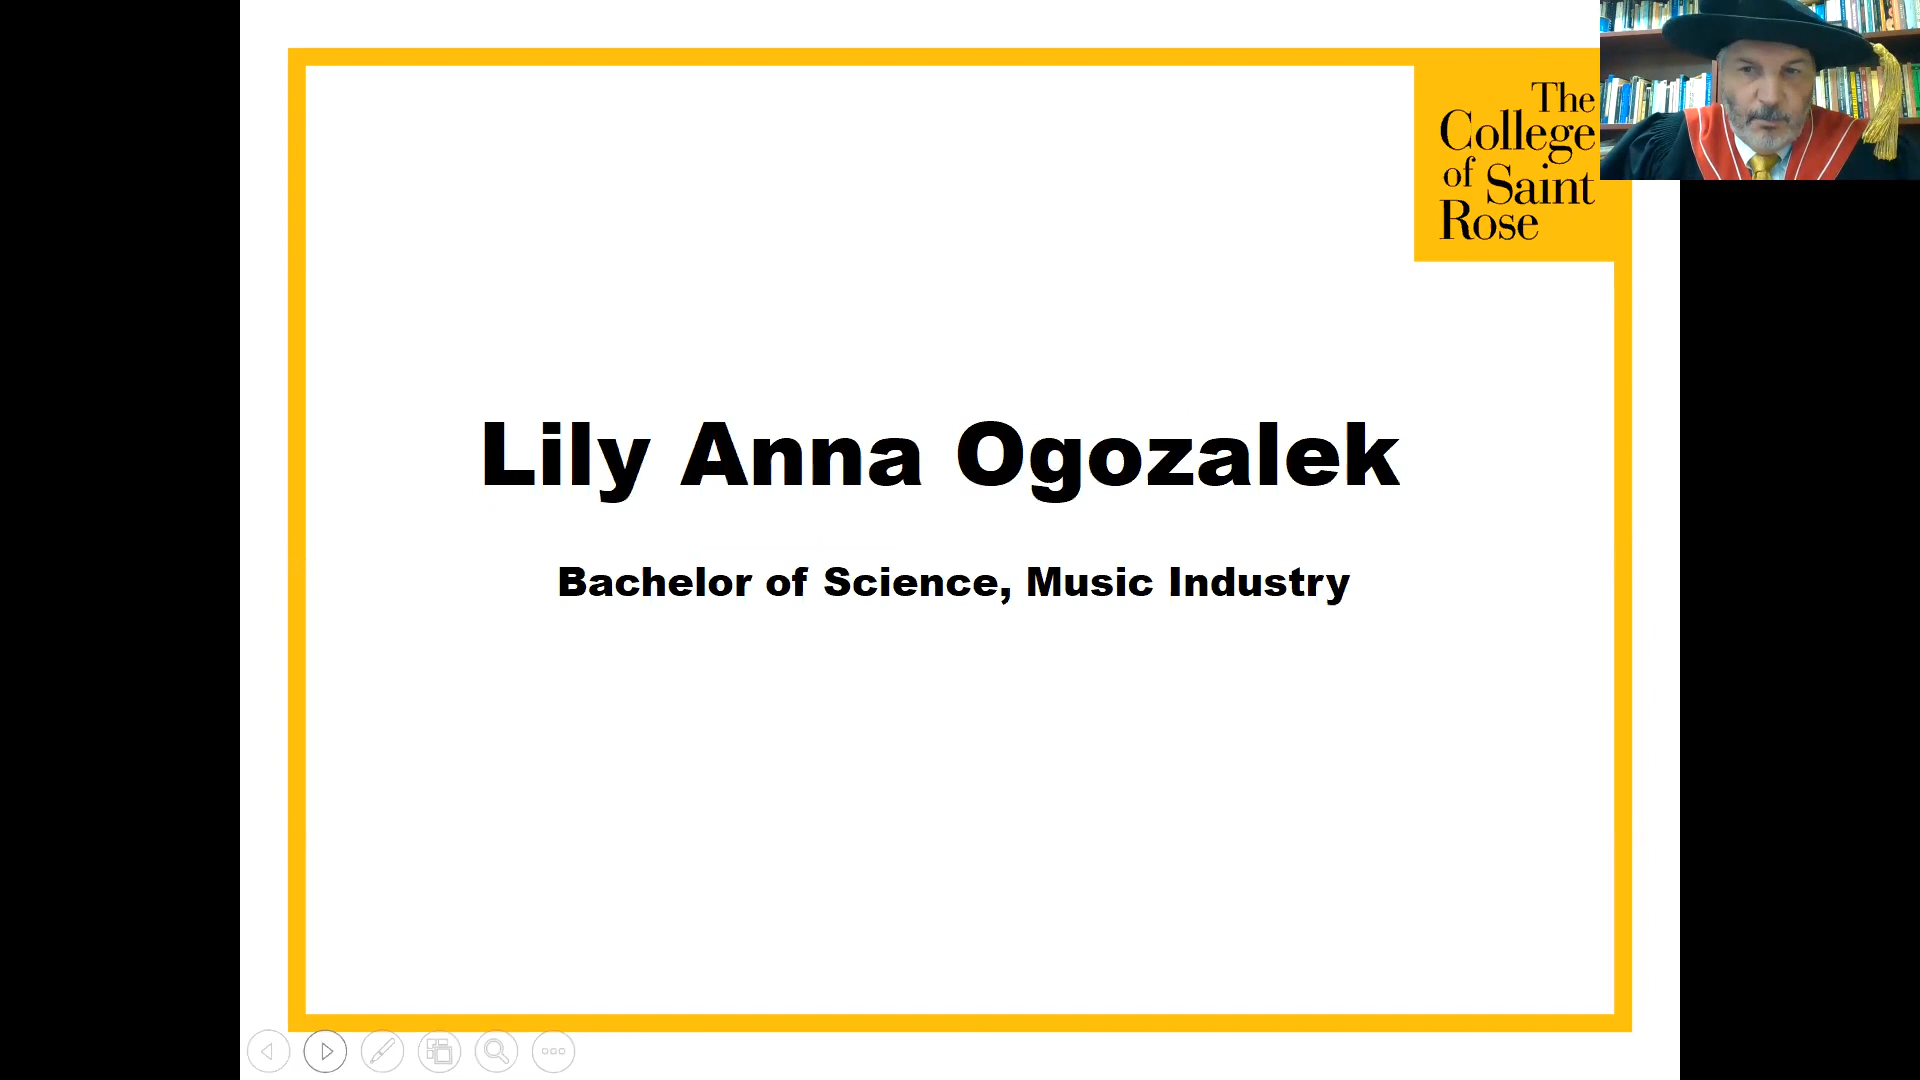 The
College
of Saint
Rose
Lily Anna Ogozalek
Bachelor of Science, Music Industry